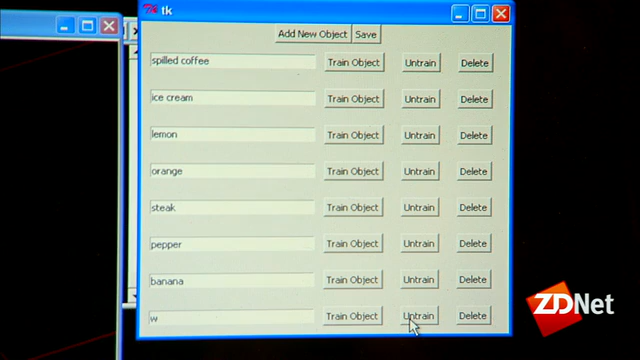 tk
Add New Object Save
spilled coffee Train Object Untrain Delete
ice cream Train Object Untrain Delete
lemon Train Object Untrain Delete
orange Train Object Untrain Delete
steak Train Object Untrain Delete
pepper Train Object Untrain Delete
banana Train Object Untrain Delete
w Train Object Untrain Delete
ZDNet